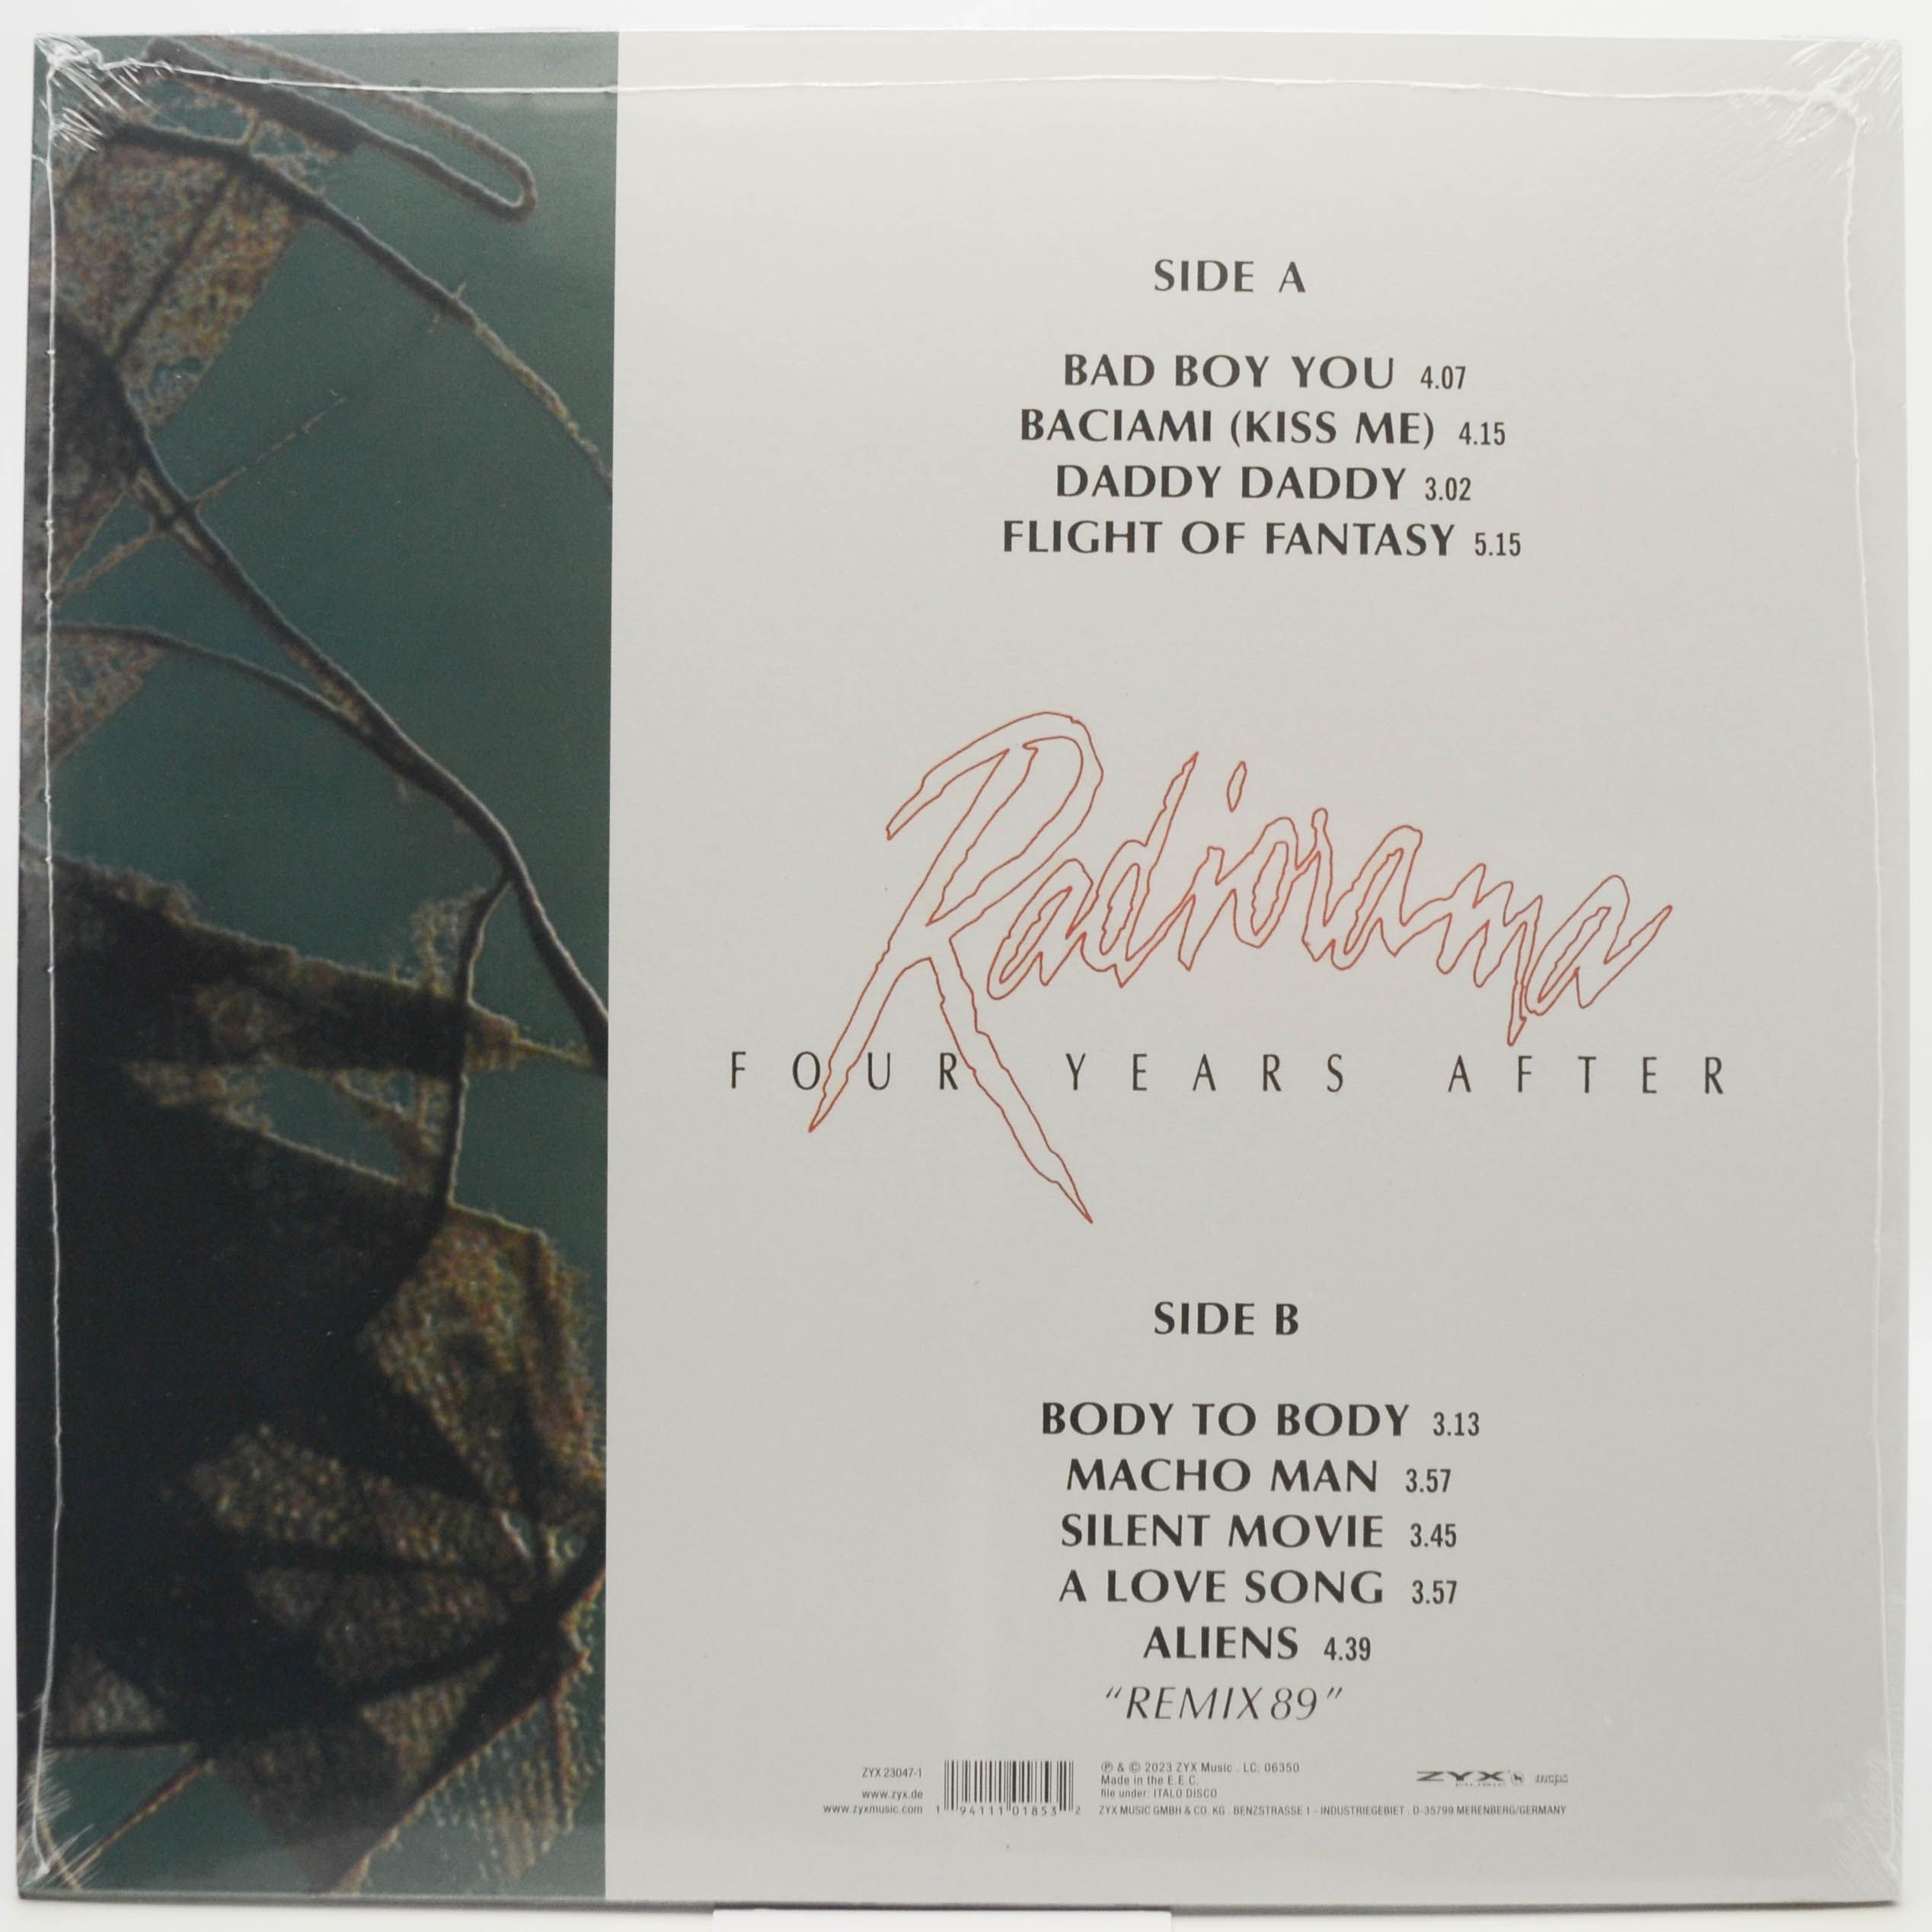 SIDE A
BAD BOY YOU 4.07
BACIAMI (KISS ME) 4.15
DADDY DADDY 3.02
FLIGHT OF FANTASY 5.15
Radiorama
FOUR YEARS AFTER
SIDE B
BODY TO BODY 3.13
MACHO MAN 3.57
SILENT MOVIE 3.45
A LOVE SONG 3.57
ALIENS 4.39
"REMIX 89"
ZYX 23047-1
www.zyx.de
www.zyxmusic.com
1 94111 01853 2
℗ & © 2023 ZYX Music . LC: 06350
Made in the E.E.C.
file under: ITALO DISCO
ZYX MUSIC GMBH & CO. KG . BENZSTRASSE 1 - INDUSTRIEGEBIET . D-35799 MERENBERG/GERMANY
ZYX
MUSIC
mcps